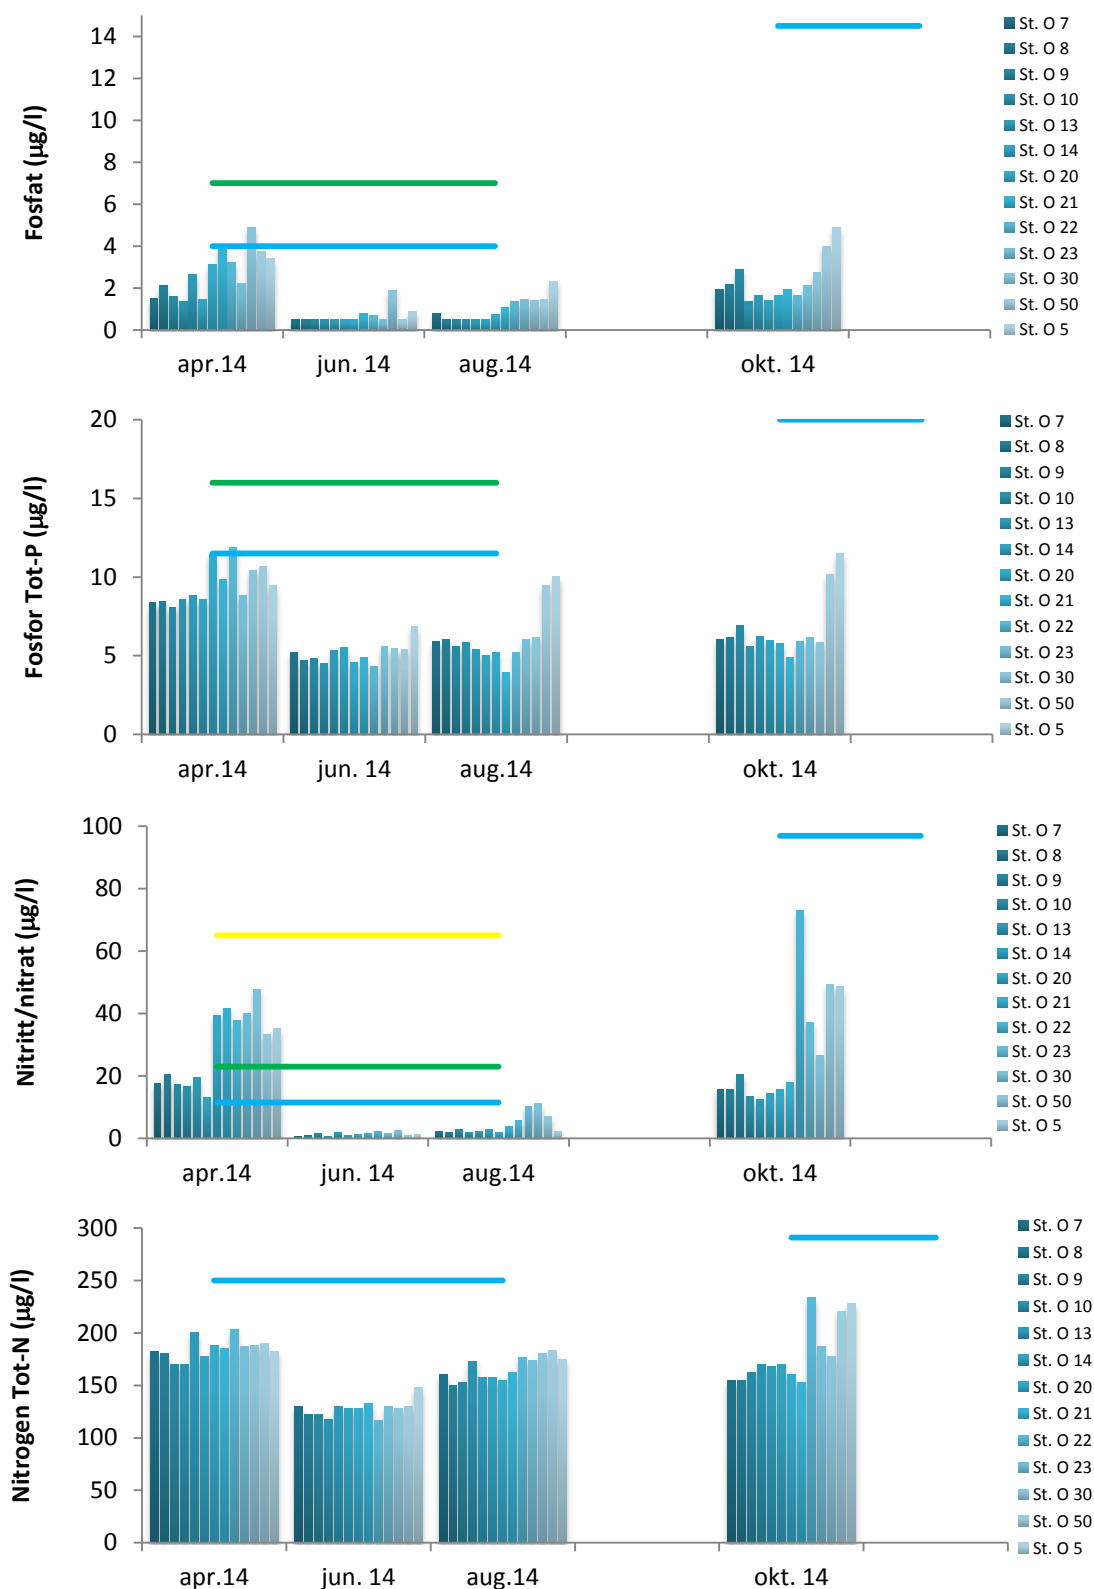 Fosfat (µg/l)
14
12
10
8
6
4
2
0
apr.14
jun. 14
aug.14
okt. 14
St. O 7
St. O 8
St. O 9
St. O 10
St. O 13
St. O 14
St. O 20
St. O 21
St. O 22
St. O 23
St. O 30
St. O 50
St. O 5
Fosfor Tot-P (µg/l)
20
15
10
5
0
apr.14
jun. 14
aug.14
okt. 14
St. O 7
St. O 8
St. O 9
St. O 10
St. O 13
St. O 14
St. O 20
St. O 21
St. O 22
St. O 23
St. O 30
St. O 50
St. O 5
Nitritt/nitrat (µg/l)
100
80
60
40
20
0
apr.14
jun. 14
aug.14
okt. 14
St. O 7
St. O 8
St. O 9
St. O 10
St. O 13
St. O 14
St. O 20
St. O 21
St. O 22
St. O 23
St. O 30
St. O 50
St. O 5
Nitrogen Tot-N (µg/l)
300
250
200
150
100
50
0
apr.14
jun. 14
aug.14
okt. 14
St. O 7
St. O 8
St. O 9
St. O 10
St. O 13
St. O 14
St. O 20
St. O 21
St. O 22
St. O 23
St. O 30
St. O 50
St. O 5